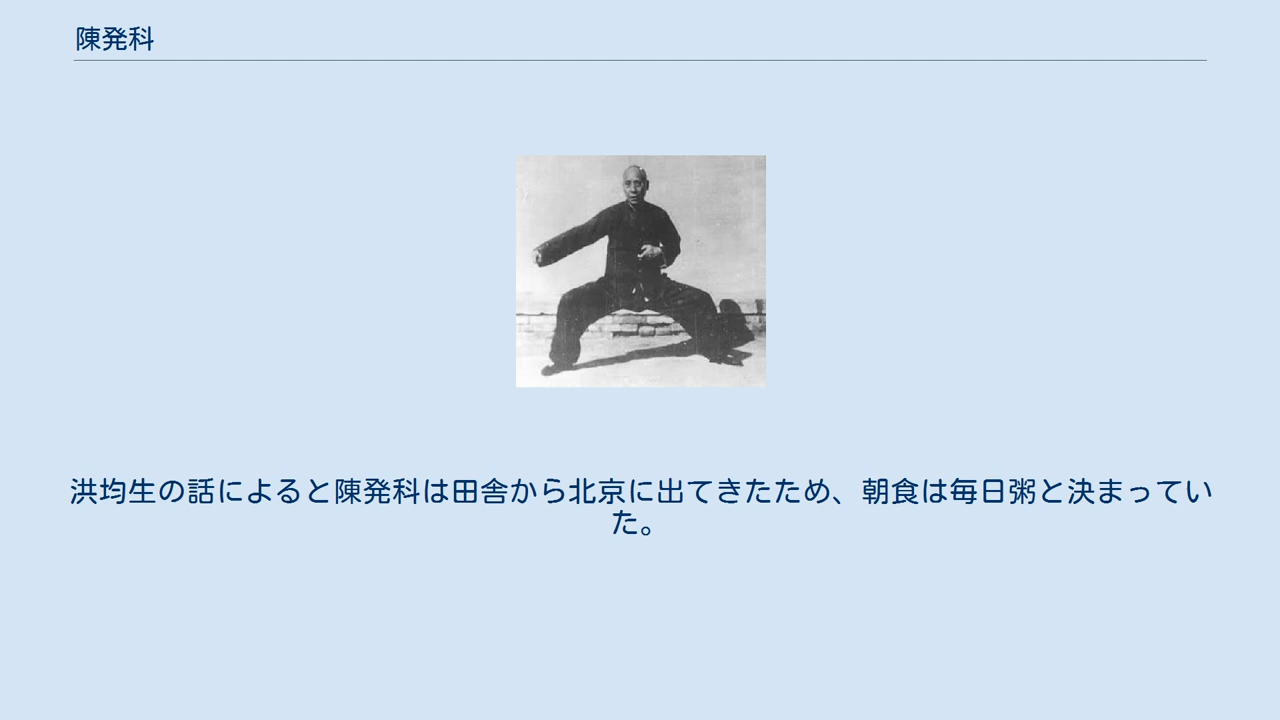 陳発科
洪均生の話によると陳発科は田舎から北京に出てきたため、朝食は毎日粥と決まってい
た。